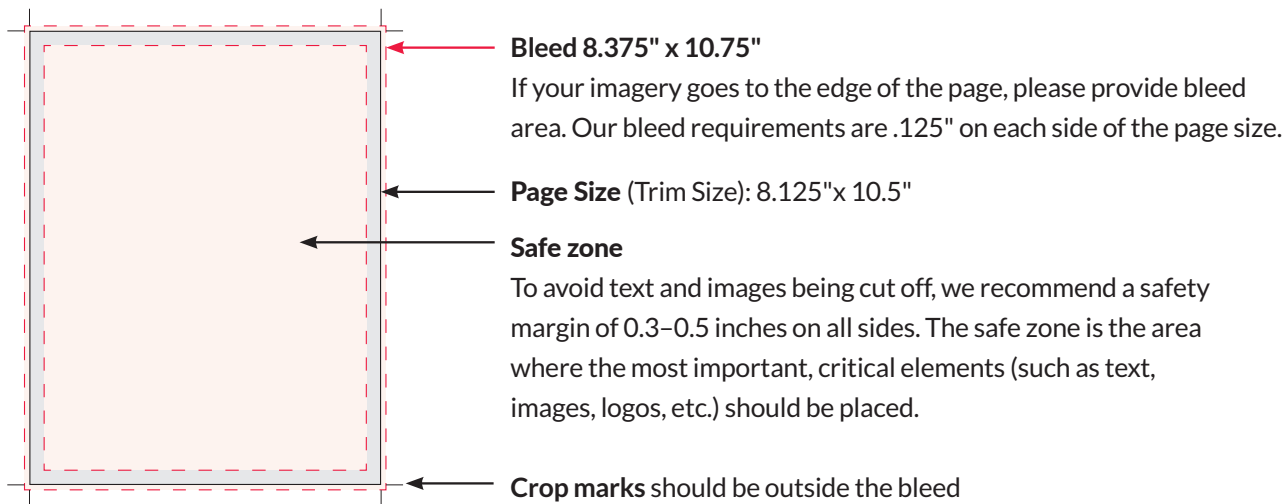 Bleed 8.375" x 10.75"
If your imagery goes to the edge of the page, please provide bleed
area. Our bleed requirements are .125" on each side of the page size.
Page Size (Trim Size): 8.125"x 10.5"
Safe zone
To avoid text and images being cut off, we recommend a safety
margin of 0.3–0.5 inches on all sides. The safe zone is the area
where the most important, critical elements (such as text,
images, logos, etc.) should be placed.
Crop marks should be outside the bleed